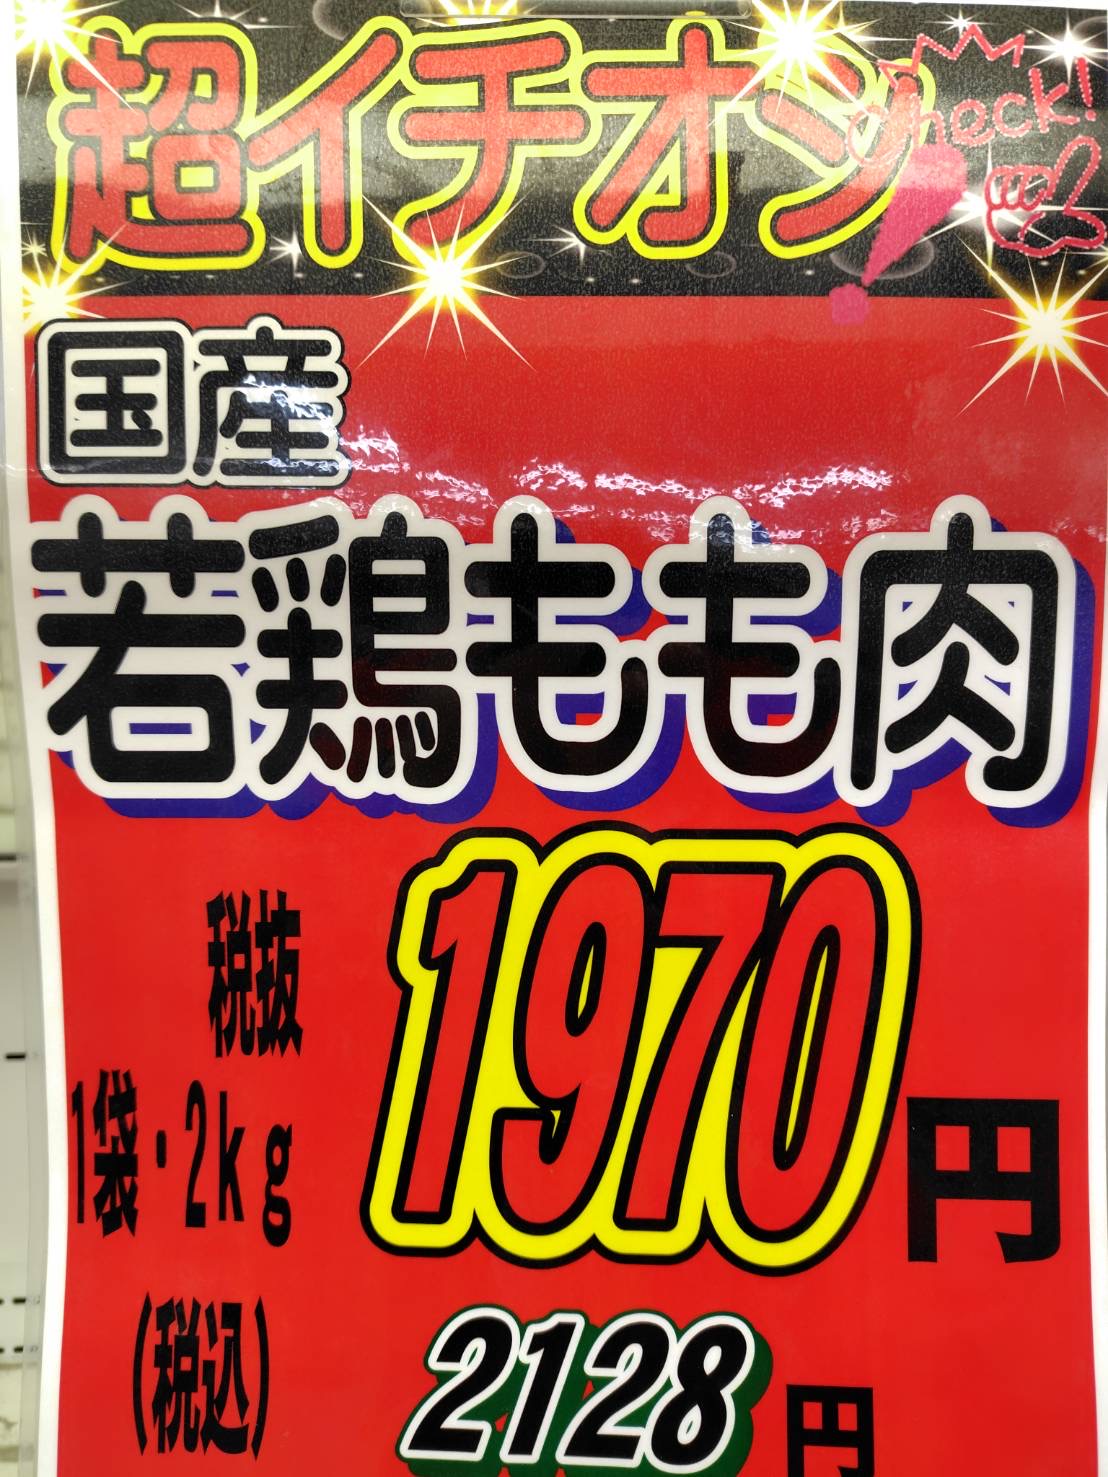 超イチオシ
check!
国産
若鶏もも肉
税抜
1970円
1袋・2kg
(税込)
2128円